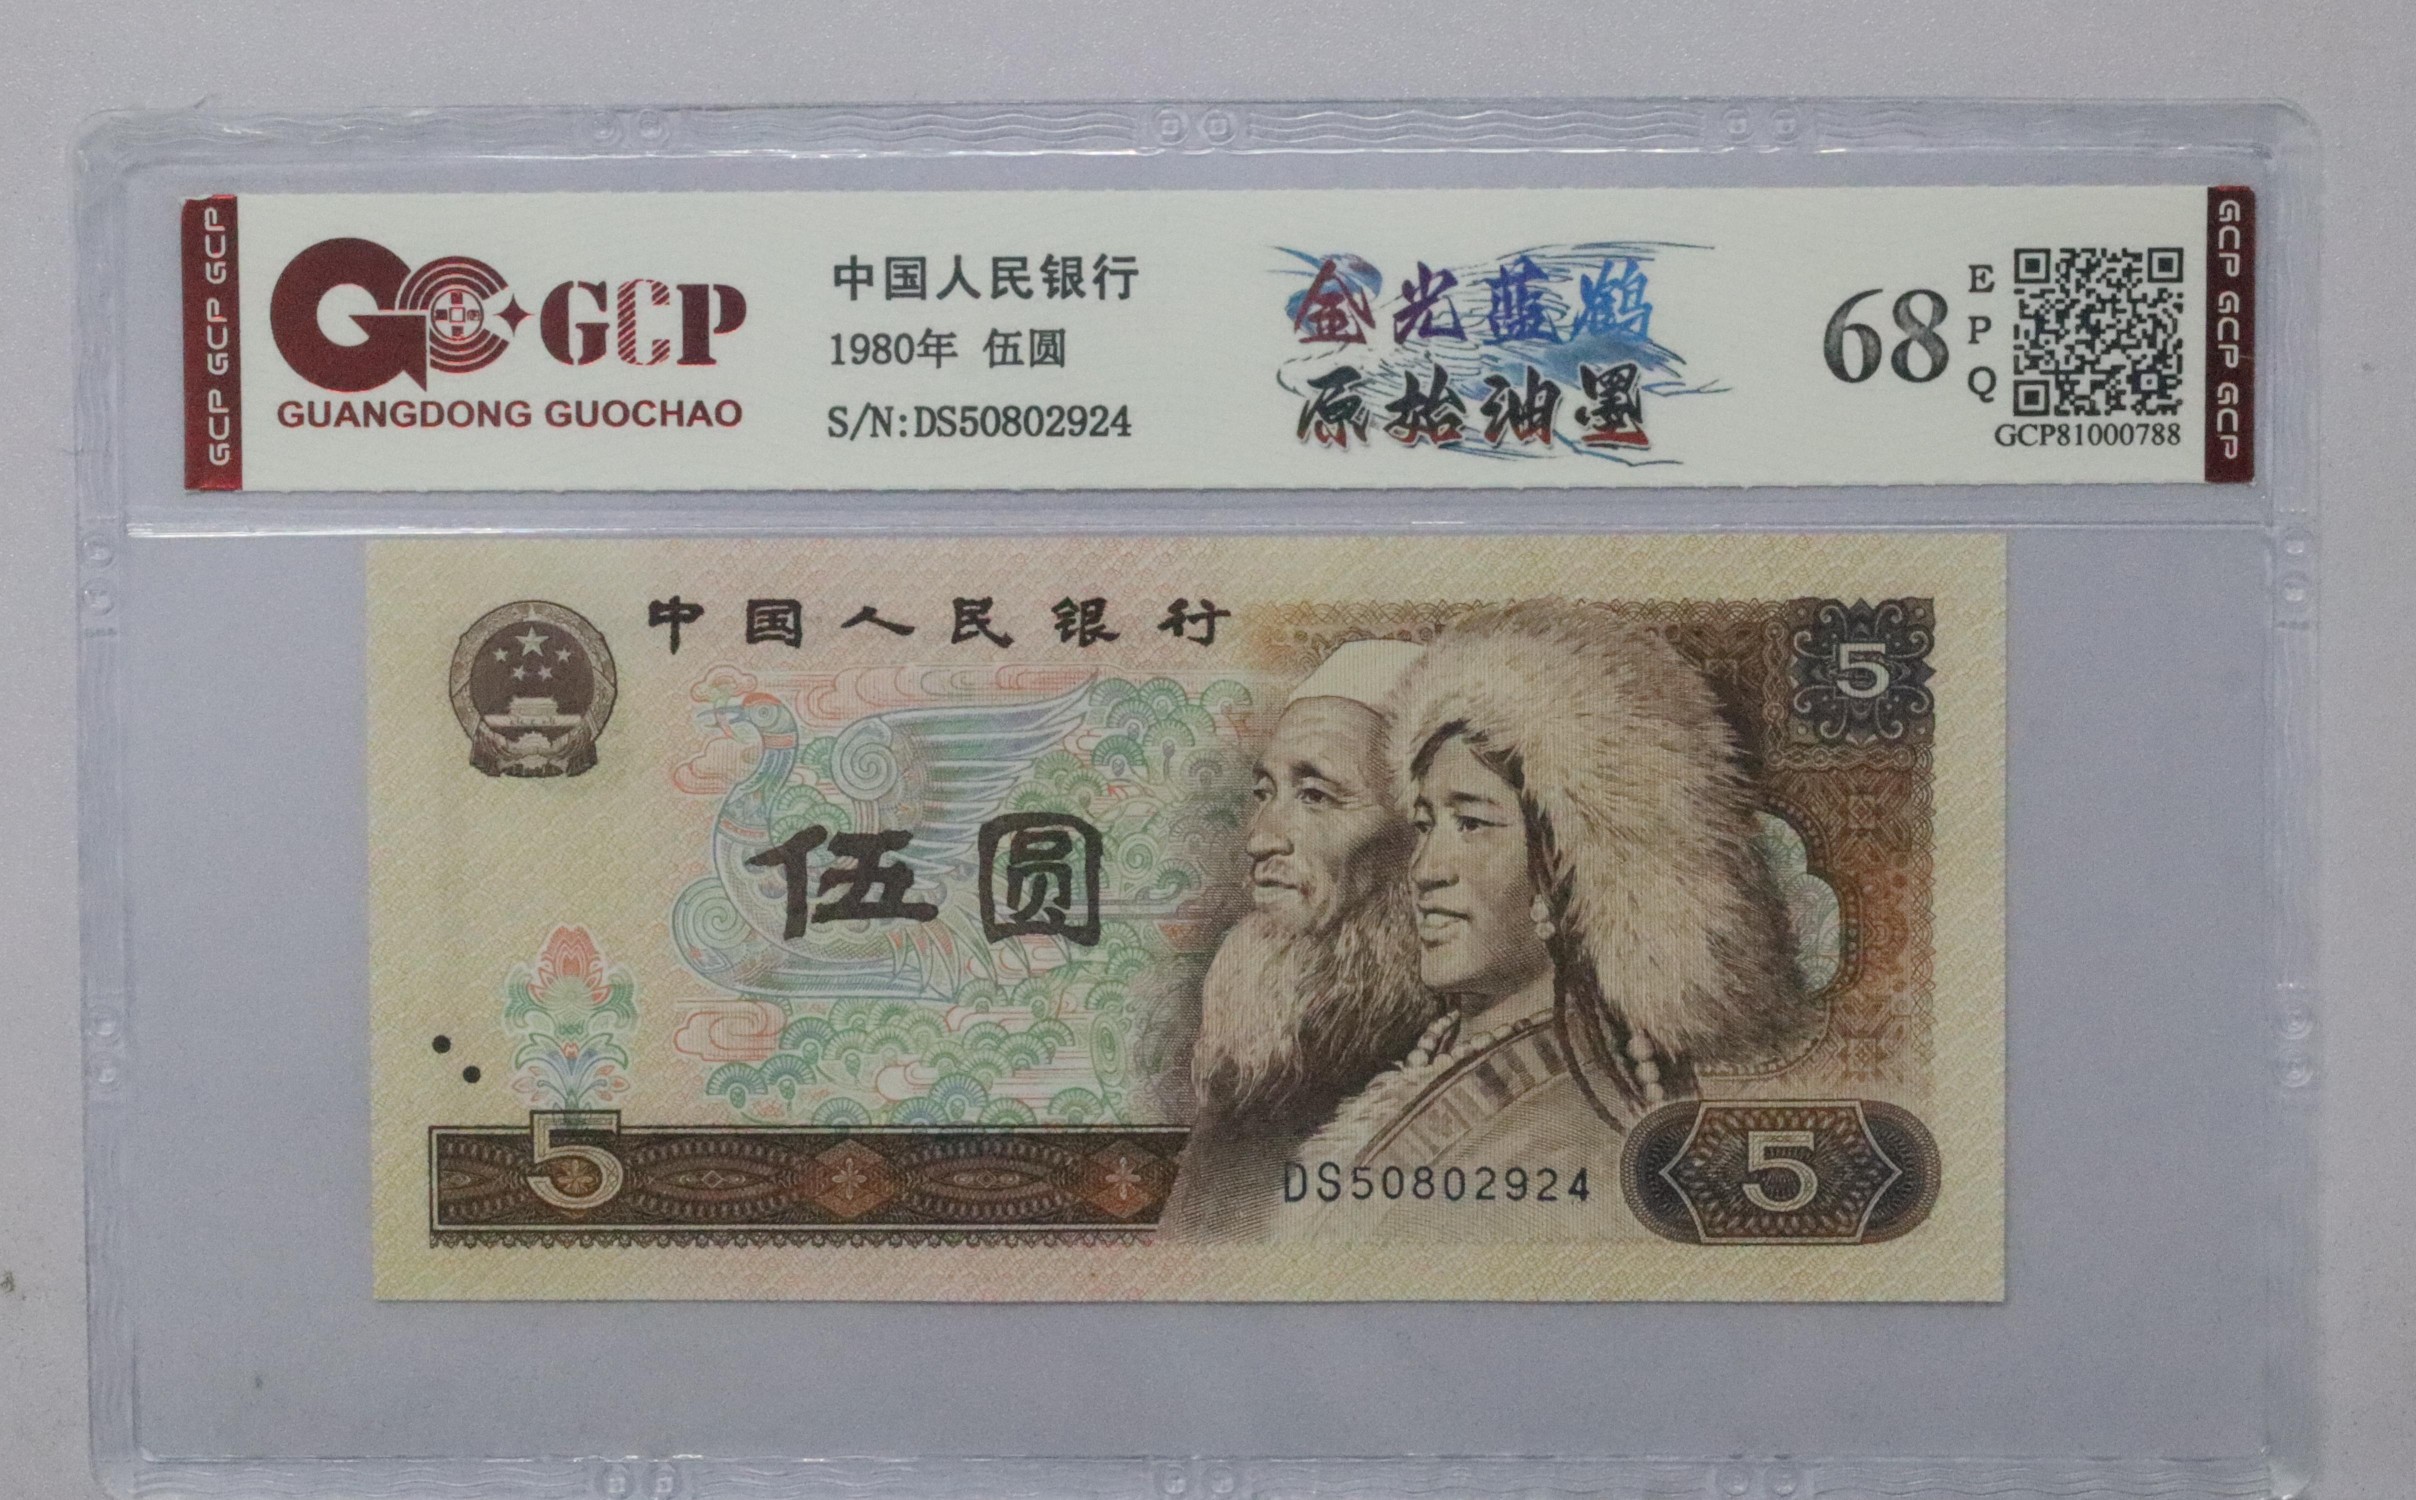 GCP GCP GCP
GCP
GUANGDONG GUOCHAO
中国人民银行
1980年 伍圆
S/N:DS50802924
金光蓝鹤
原始油墨
68
EPQ
GCP81000788
GCP GCP GCP
中国人民银行
5
伍圆
5
DS50802924
5